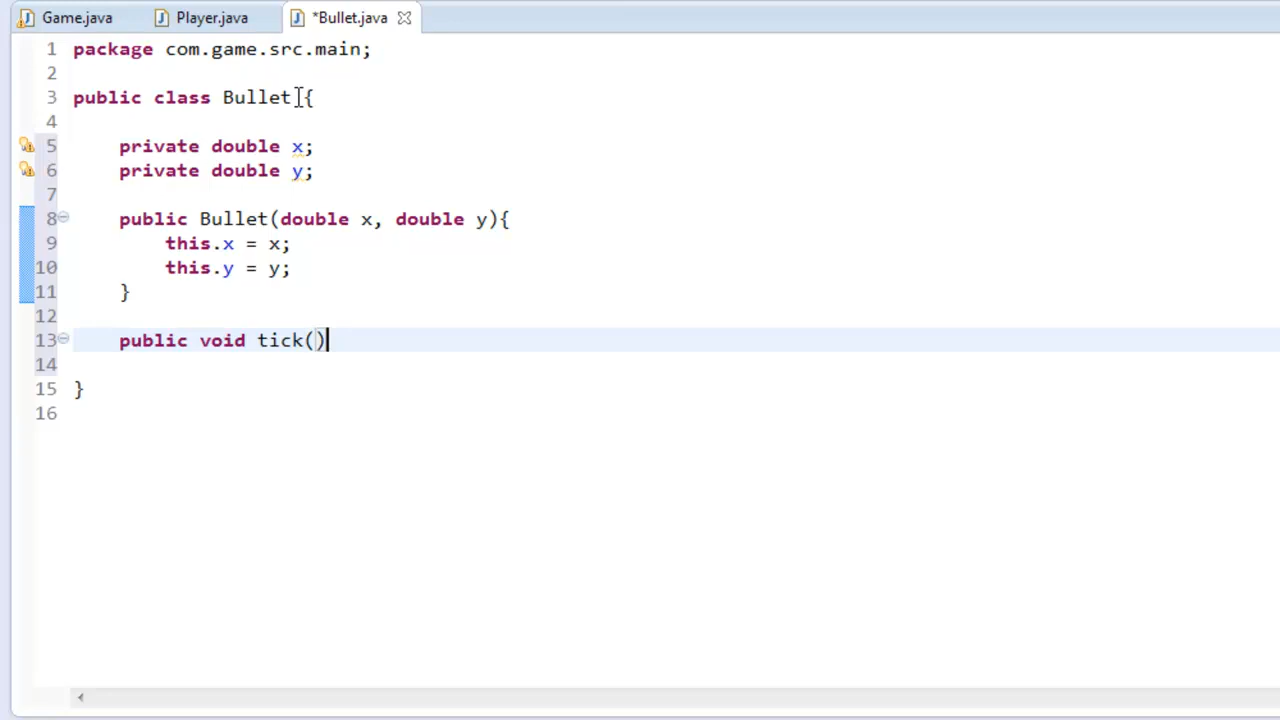 Game.java Player.java *Bullet.java
1 package com.game.src.main;
2
3 public class Bullet {
4
5 private double x;
6 private double y;
7
8 public Bullet(double x, double y){
9 this.x = x;
10 this.y = y;
11 }
12
13 public void tick()
14
15 }
16